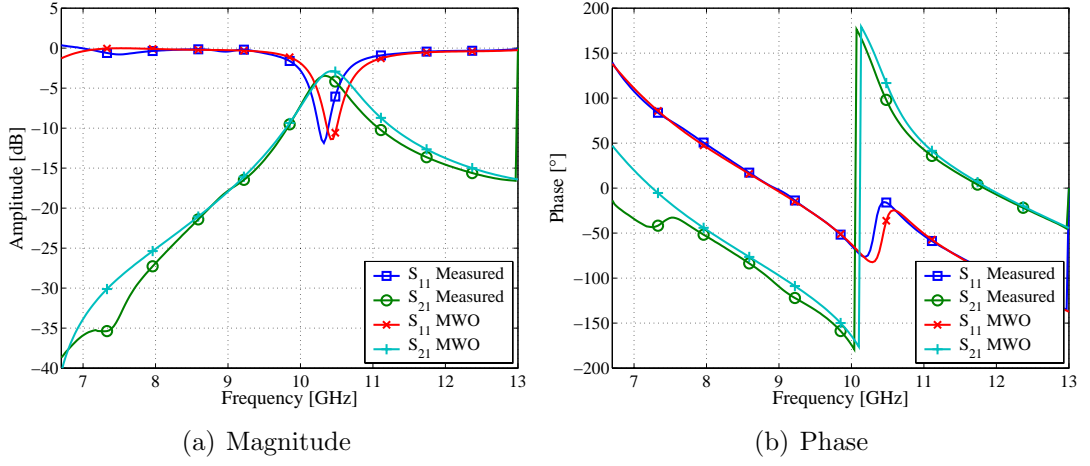 5
0
−5
−10
−15
−20
−25
−30
−35
−40
Amplitude [dB]
7 8 9 10 11 12 13
Frequency [GHz]
S11 Measured
S21 Measured
S11 MWO
S21 MWO
(a) Magnitude
200
150
100
50
0
−50
−100
−150
−200
Phase [°]
7 8 9 10 11 12 13
Frequency [GHz]
S11 Measured
S21 Measured
S11 MWO
S21 MWO
(b) Phase